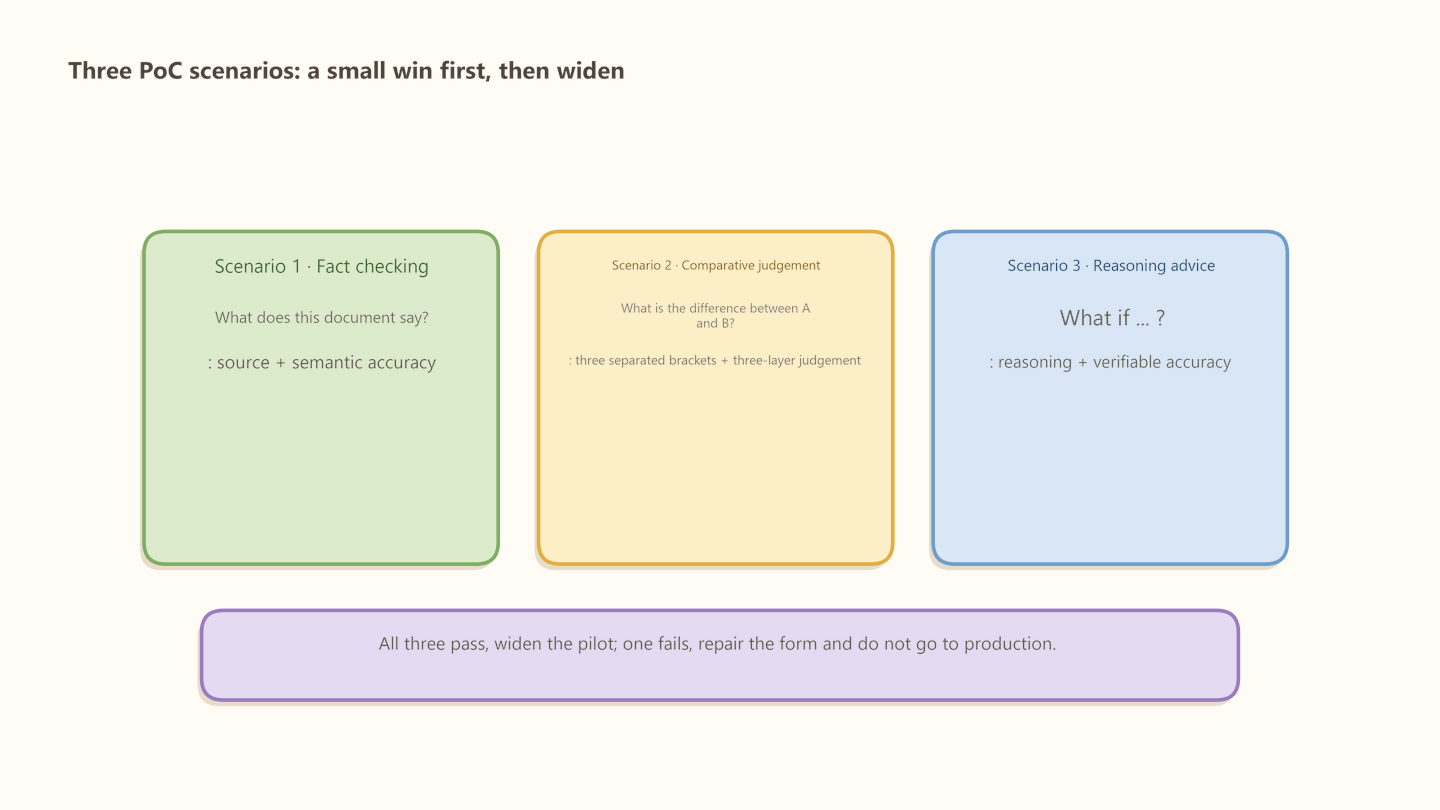 Three PoC scenarios: a small win first, then widen
Scenario 1 · Fact checking
What does this document say?
: source + semantic accuracy
Scenario 2 · Comparative judgement
What is the difference between A
and B?
: three separated brackets + three-layer judgement
Scenario 3 · Reasoning advice
What if ... ?
: reasoning + verifiable accuracy
All three pass, widen the pilot; one fails, repair the form and do not go to production.